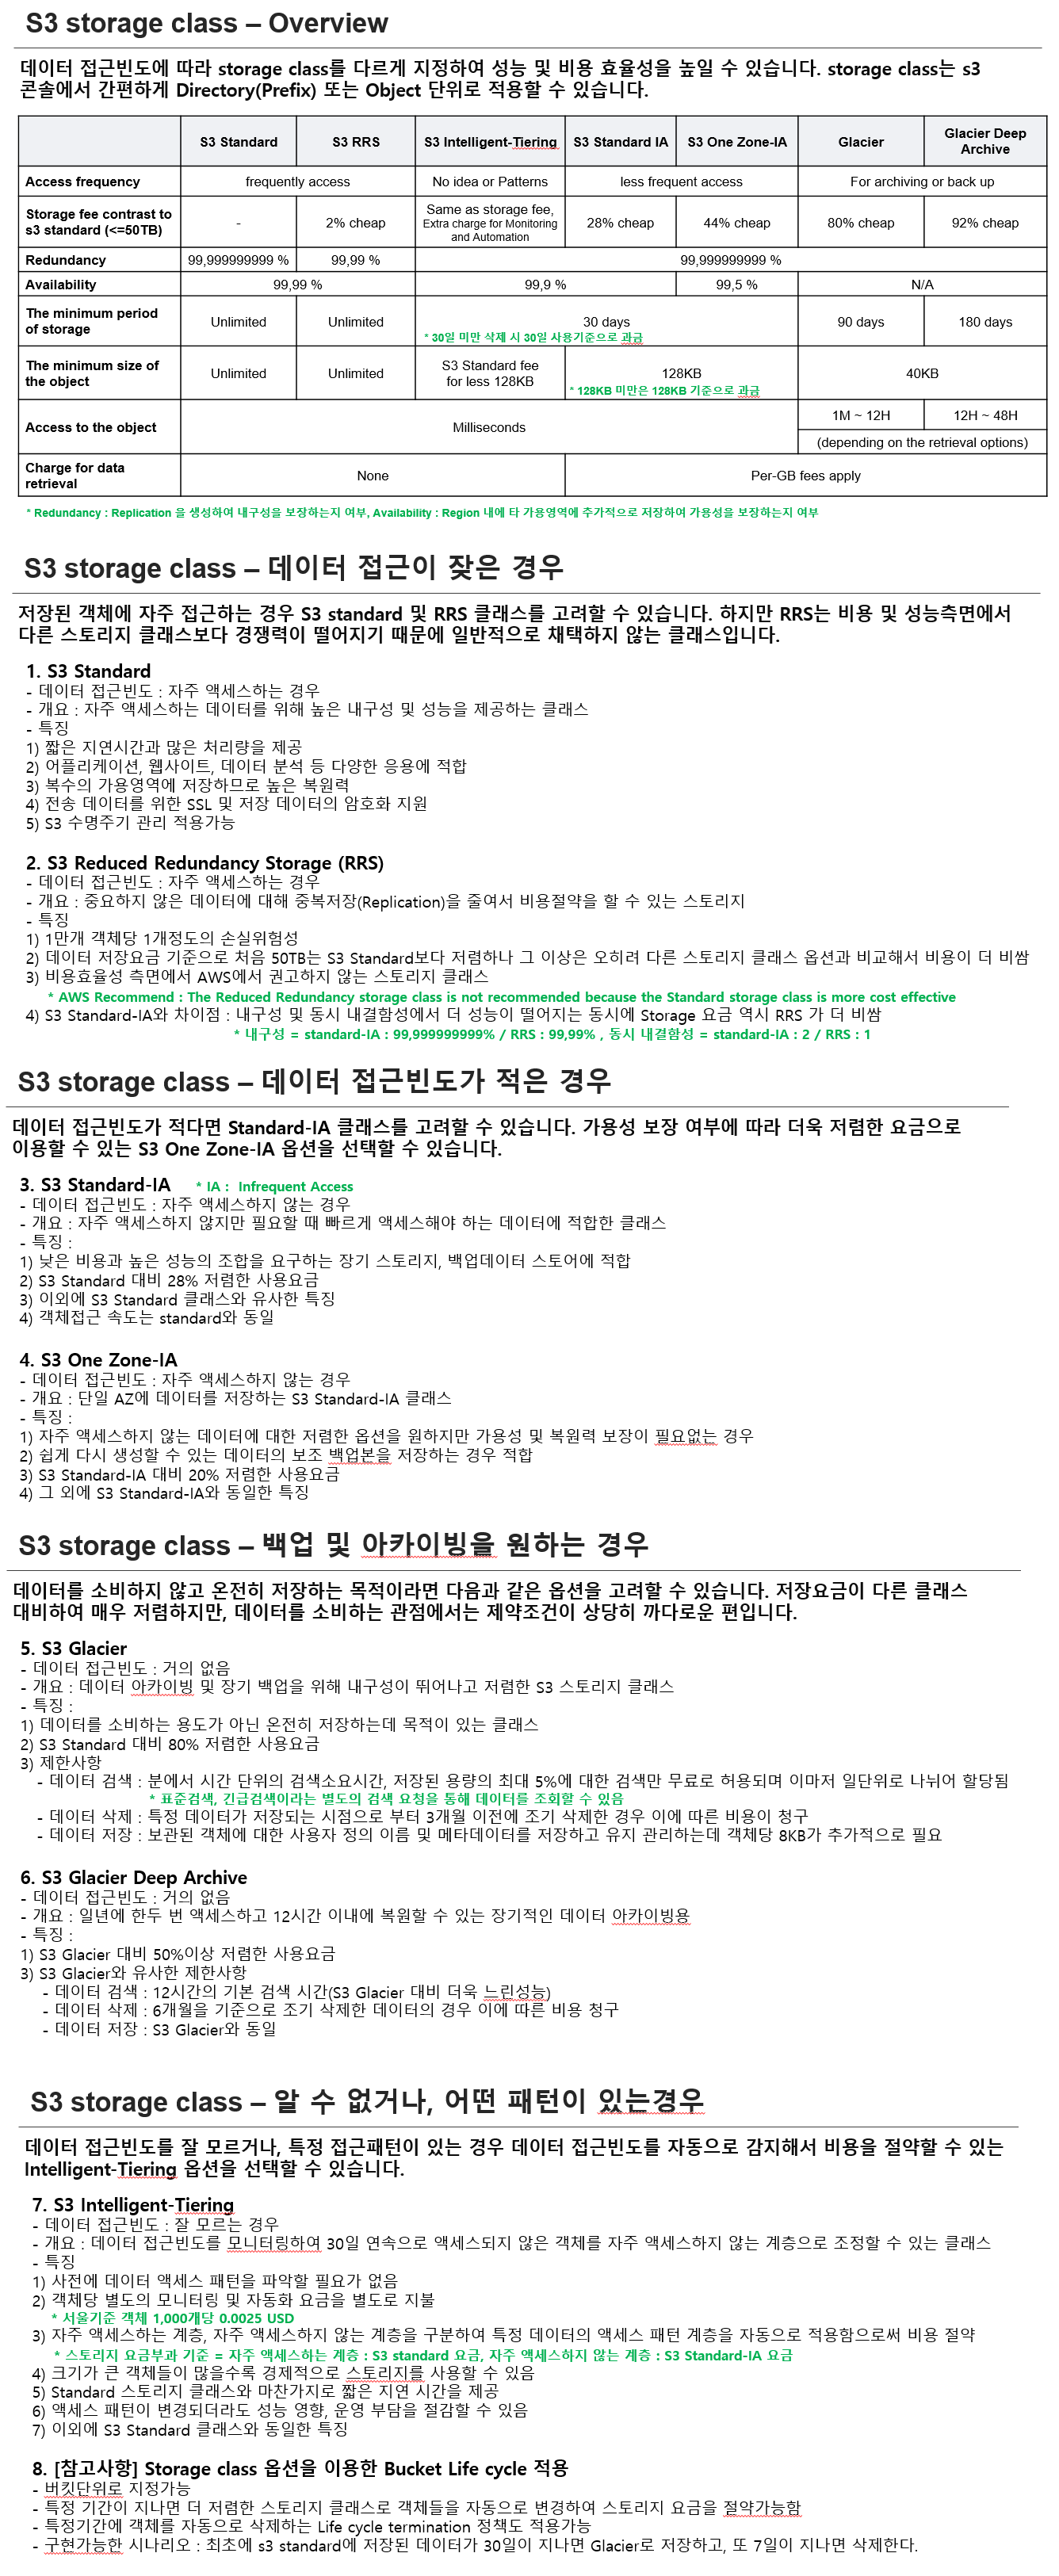 S3 storage class – Overview
데이터 접근빈도에 따라 storage class를 다르게 지정하여 성능 및 비용 효율성을 높일 수 있습니다. storage class는 s3
콘솔에서 간편하게 Directory(Prefix) 또는 Object 단위로 적용할 수 있습니다.
S3 Standard S3 RRS S3 Intelligent-Tiering S3 Standard IA S3 One Zone-IA Glacier Glacier Deep Archive
Access frequency frequently access No idea or Patterns less frequent access For archiving or back up
Storage fee contrast to s3 standard (<=50TB) - 2% cheap Same as storage fee, Extra charge for Monitoring and Automation 28% cheap 44% cheap 80% cheap 92% cheap
Redundancy 99,999999999 % 99,99 % 99,999999999 %
Availability 99,99 % 99,9 % 99,5 % N/A
The minimum period of storage Unlimited Unlimited 30 days 90 days 180 days
* 30일 미만 삭제 시 30일 사용기준으로 과금
The minimum size of the object Unlimited Unlimited S3 Standard fee for less 128KB 128KB 40KB
* 128KB 미만은 128KB 기준으로 과금
Access to the object Milliseconds 1M ~ 12H 12H ~ 48H
(depending on the retrieval options)
Charge for data retrieval None Per-GB fees apply
* Redundancy : Replication 을 생성하여 내구성을 보장하는지 여부, Availability : Region 내에 타 가용영역에 추가적으로 저장하여 가용성을 보장하는지 여부
S3 storage class – 데이터 접근이 잦은 경우
저장된 객체에 자주 접근하는 경우 S3 standard 및 RRS 클래스를 고려할 수 있습니다. 하지만 RRS는 비용 및 성능측면에서
다른 스토리지 클래스보다 경쟁력이 떨어지기 때문에 일반적으로 채택하지 않는 클래스입니다.
1. S3 Standard
- 데이터 접근빈도 : 자주 액세스하는 경우
- 개요 : 자주 액세스하는 데이터를 위해 높은 내구성 및 성능을 제공하는 클래스
- 특징
1) 짧은 지연시간과 많은 처리량을 제공
2) 어플리케이션, 웹사이트, 데이터 분석 등 다양한 응용에 적합
3) 복수의 가용영역에 저장하므로 높은 복원력
4) 전송 데이터를 위한 SSL 및 저장 데이터의 암호화 지원
5) S3 수명주기 관리 적용가능
2. S3 Reduced Redundancy Storage (RRS)
- 데이터 접근빈도 : 자주 액세스하는 경우
- 개요 : 중요하지 않은 데이터에 대해 중복저장(Replication)을 줄여서 비용절약을 할 수 있는 스토리지
- 특징
1) 1만개 객체당 1개정도의 손실위험성
2) 데이터 저장요금 기준으로 처음 50TB는 S3 Standard보다 저렴하나 그 이상은 오히려 다른 스토리지 클래스 옵션과 비교해서 비용이 더 비쌈
3) 비용효율성 측면에서 AWS에서 권고하지 않는 스토리지 클래스
* AWS Recommend : The Reduced Redundancy storage class is not recommended because the Standard storage class is more cost effective
4) S3 Standard-IA와 차이점 : 내구성 및 동시 내결함성에서 더 성능이 떨어지는 동시에 Storage 요금 역시 RRS 가 더 비쌈
* 내구성 = standard-IA : 99,999999999% / RRS : 99,99% , 동시 내결함성 = standard-IA : 2 / RRS : 1
S3 storage class – 데이터 접근빈도가 적은 경우
데이터 접근빈도가 적다면 Standard-IA 클래스를 고려할 수 있습니다. 가용성 보장 여부에 따라 더욱 저렴한 요금으로
이용할 수 있는 S3 One Zone-IA 옵션을 선택할 수 있습니다.
3. S3 Standard-IA * IA : Infrequent Access
- 데이터 접근빈도 : 자주 액세스하지 않는 경우
- 개요 : 자주 액세스하지 않지만 필요할 때 빠르게 액세스해야 하는 데이터에 적합한 클래스
- 특징 :
1) 낮은 비용과 높은 성능의 조합을 요구하는 장기 스토리지, 백업데이터 스토어에 적합
2) S3 Standard 대비 28% 저렴한 사용요금
3) 이외에 S3 Standard 클래스와 유사한 특징
4) 객체접근 속도는 standard와 동일
4. S3 One Zone-IA
- 데이터 접근빈도 : 자주 액세스하지 않는 경우
- 개요 : 단일 AZ에 데이터를 저장하는 S3 Standard-IA 클래스
- 특징 :
1) 자주 액세스하지 않는 데이터에 대한 저렴한 옵션을 원하지만 가용성 및 복원력 보장이 필요없는 경우
2) 쉽게 다시 생성할 수 있는 데이터의 보조 백업본을 저장하는 경우 적합
3) S3 Standard-IA 대비 20% 저렴한 사용요금
4) 그 외에 S3 Standard-IA와 동일한 특징
S3 storage class – 백업 및 아카이빙을 원하는 경우
데이터를 소비하지 않고 온전히 저장하는 목적이라면 다음과 같은 옵션을 고려할 수 있습니다. 저장요금이 다른 클래스
대비하여 매우 저렴하지만, 데이터를 소비하는 관점에서는 제약조건이 상당히 까다로운 편입니다.
5. S3 Glacier
- 데이터 접근빈도 : 거의 없음
- 개요 : 데이터 아카이빙 및 장기 백업을 위해 내구성이 뛰어나고 저렴한 S3 스토리지 클래스
- 특징 :
1) 데이터를 소비하는 용도가 아닌 온전히 저장하는데 목적이 있는 클래스
2) S3 Standard 대비 80% 저렴한 사용요금
3) 제한사항
- 데이터 검색 : 분에서 시간 단위의 검색소요시간, 저장된 용량의 최대 5%에 대한 검색만 무료로 허용되며 이마저 일단위로 나뉘어 할당됨
* 표준검색, 긴급검색이라는 별도의 검색 요청을 통해 데이터를 조회할 수 있음
- 데이터 삭제 : 특정 데이터가 저장되는 시점으로 부터 3개월 이전에 조기 삭제한 경우 이에 따른 비용이 청구
- 데이터 저장 : 보관된 객체에 대한 사용자 정의 이름 및 메타데이터를 저장하고 유지 관리하는데 객체당 8KB가 추가적으로 필요
6. S3 Glacier Deep Archive
- 데이터 접근빈도 : 거의 없음
- 개요 : 일년에 한두 번 액세스하고 12시간 이내에 복원할 수 있는 장기적인 데이터 아카이빙용
- 특징 :
1) S3 Glacier 대비 50%이상 저렴한 사용요금
3) S3 Glacier와 유사한 제한사항
- 데이터 검색 : 12시간의 기본 검색 시간(S3 Glacier 대비 더욱 느린성능)
- 데이터 삭제 : 6개월을 기준으로 조기 삭제한 데이터의 경우 이에 따른 비용 청구
- 데이터 저장 : S3 Glacier와 동일
S3 storage class – 알 수 없거나, 어떤 패턴이 있는경우
데이터 접근빈도를 잘 모르거나, 특정 접근패턴이 있는 경우 데이터 접근빈도를 자동으로 감지해서 비용을 절약할 수 있는
Intelligent-Tiering 옵션을 선택할 수 있습니다.
7. S3 Intelligent-Tiering
- 데이터 접근빈도 : 잘 모르는 경우
- 개요 : 데이터 접근빈도를 모니터링하여 30일 연속으로 액세스되지 않은 객체를 자주 액세스하지 않는 계층으로 조정할 수 있는 클래스
- 특징
1) 사전에 데이터 액세스 패턴을 파악할 필요가 없음
2) 객체당 별도의 모니터링 및 자동화 요금을 별도로 지불
* 서울기준 객체 1,000개당 0.0025 USD
3) 자주 액세스하는 계층, 자주 액세스하지 않는 계층을 구분하여 특정 데이터의 액세스 패턴 계층을 자동으로 적용함으로써 비용 절약
* 스토리지 요금부과 기준 = 자주 액세스하는 계층 : S3 standard 요금, 자주 액세스하지 않는 계층 : S3 Standard-IA 요금
4) 크기가 큰 객체들이 많을수록 경제적으로 스토리지를 사용할 수 있음
5) Standard 스토리지 클래스와 마찬가지로 짧은 지연 시간을 제공
6) 액세스 패턴이 변경되더라도 성능 영향, 운영 부담을 절감할 수 있음
7) 이외에 S3 Standard 클래스와 동일한 특징
8. [참고사항] Storage class 옵션을 이용한 Bucket Life cycle 적용
- 버킷단위로 지정가능
- 특정 기간이 지나면 더 저렴한 스토리지 클래스로 객체들을 자동으로 변경하여 스토리지 요금을 절약가능함
- 특정기간에 객체를 자동으로 삭제하는 Life cycle termination 정책도 적용가능
- 구현가능한 시나리오 : 최초에 s3 standard에 저장된 데이터가 30일이 지나면 Glacier로 저장하고, 또 7일이 지나면 삭제한다.